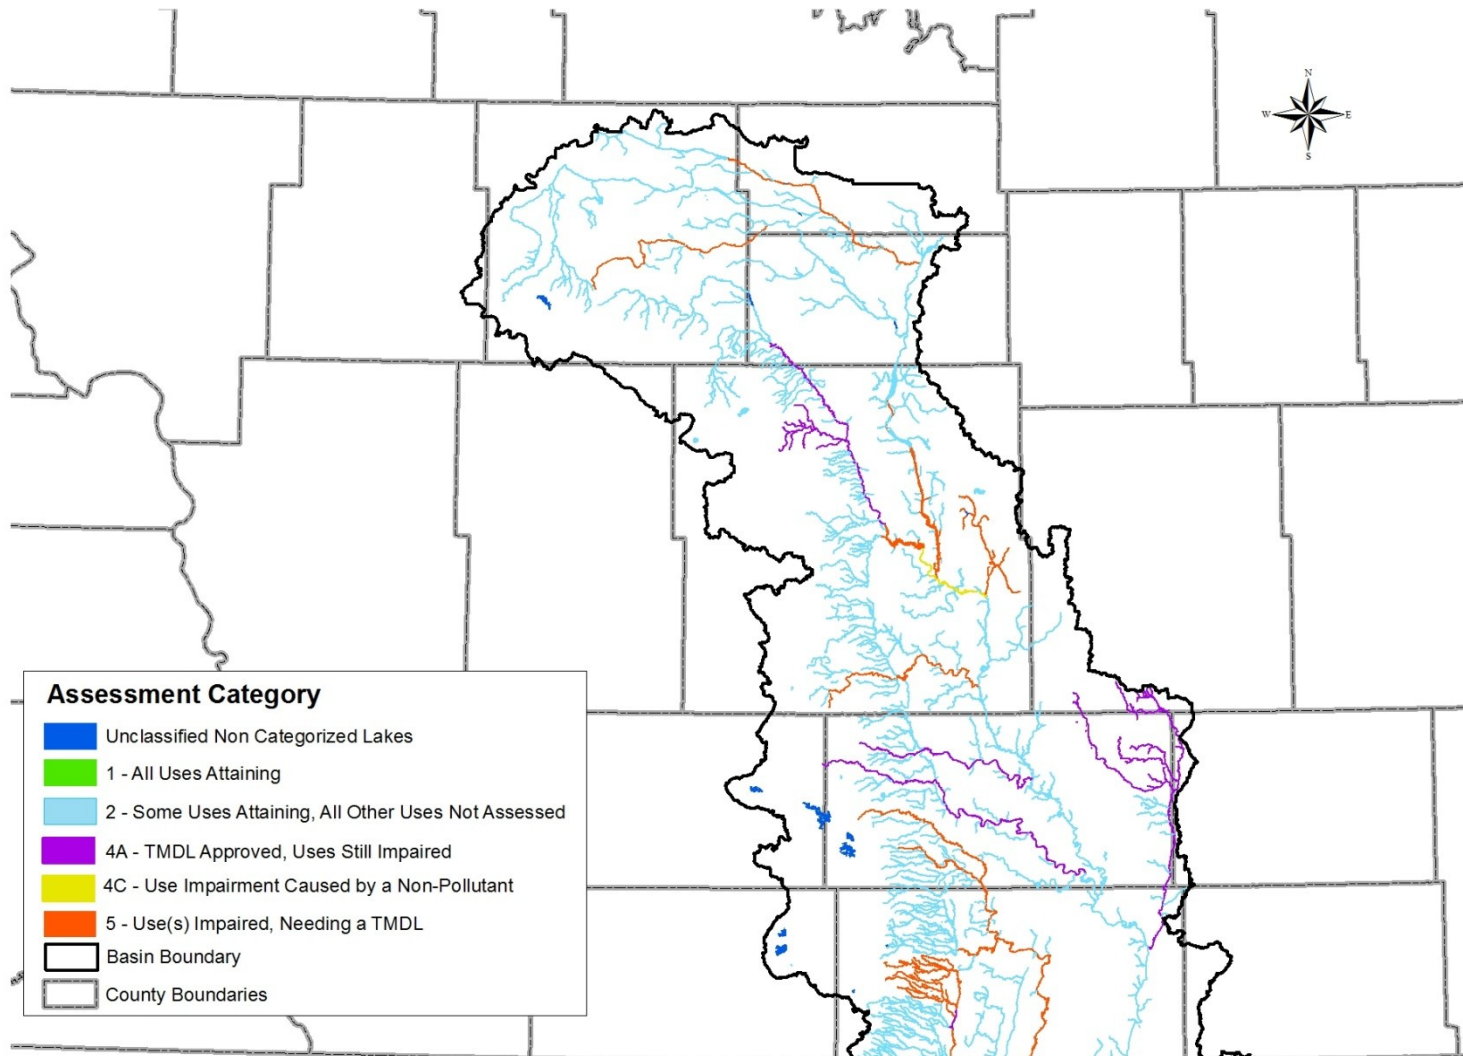 N
W E
S
Assessment Category
Unclassified Non Categorized Lakes
1 - All Uses Attaining
2 - Some Uses Attaining, All Other Uses Not Assessed
4A - TMDL Approved, Uses Still Impaired
4C - Use Impairment Caused by a Non-Pollutant
5 - Use(s) Impaired, Needing a TMDL
Basin Boundary
County Boundaries